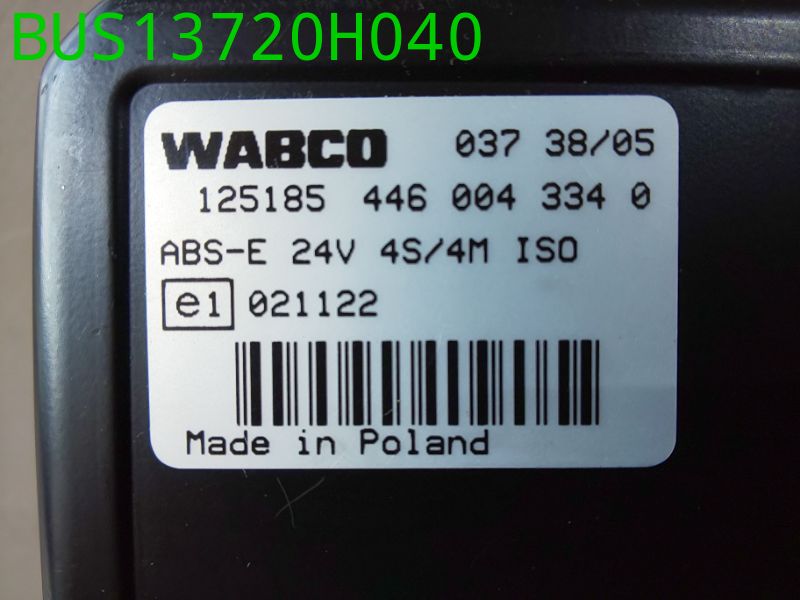 BUS13720H040
WABCO 037 38/05
125185 446 004 334 0
ABS-E 24V 4S/4M ISO
e1 021122
Made in Poland